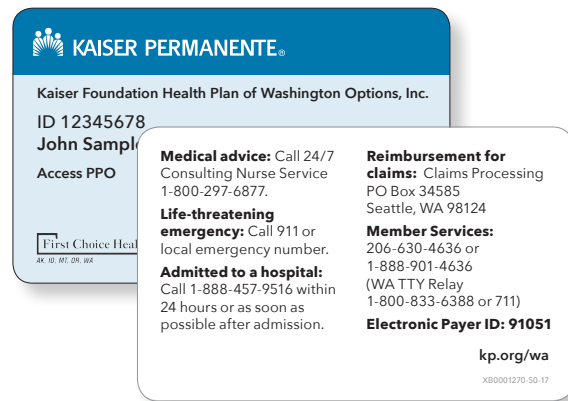 KAISER PERMANENTE®
Kaiser Foundation Health Plan of Washington Options, Inc.
ID 12345678
John Sampl
Access PPO
First Choice Heal
AK, ID, MT, OR, WA
Medical advice: Call 24/7
Consulting Nurse Service
1-800-297-6877.
Life-threatening
emergency: Call 911 or
local emergency number.
Admitted to a hospital:
Call 1-888-457-9516 within
24 hours or as soon as
possible after admission.
Reimbursement for
claims: Claims Processing
PO Box 34585
Seattle, WA 98124
Member Services:
206-630-4636 or
1-888-901-4636
(WA TTY Relay
1-800-833-6388 or 711)
Electronic Payer ID: 91051
kp.org/wa
XB0001270-50-17